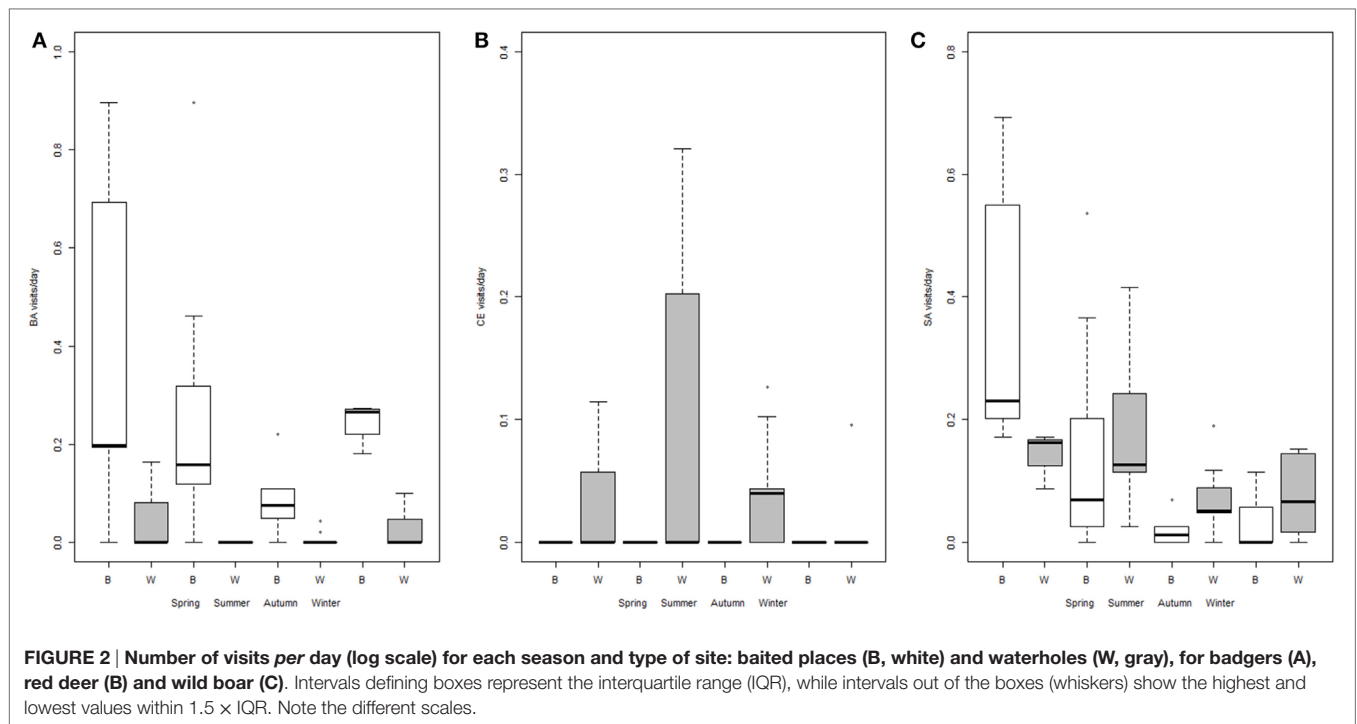 A
BA visits/day
1.0
0.8
0.6
0.4
0.2
0.0
B W B W B W B W
Spring Summer Autumn Winter
B
CE visits/day
0.4
0.3
0.2
0.1
0.0
B W B W B W B W
Spring Summer Autumn Winter
C
SA visits/day
0.8
0.6
0.4
0.2
0.0
B W B W B W B W
Spring Summer Autumn Winter
FIGURE 2 | Number of visits per day (log scale) for each season and type of site: baited places (B, white) and waterholes (W, gray), for badgers (A),
red deer (B) and wild boar (C). Intervals defining boxes represent the interquartile range (IQR), while intervals out of the boxes (whiskers) show the highest and
lowest values within 1.5 × IQR. Note the different scales.